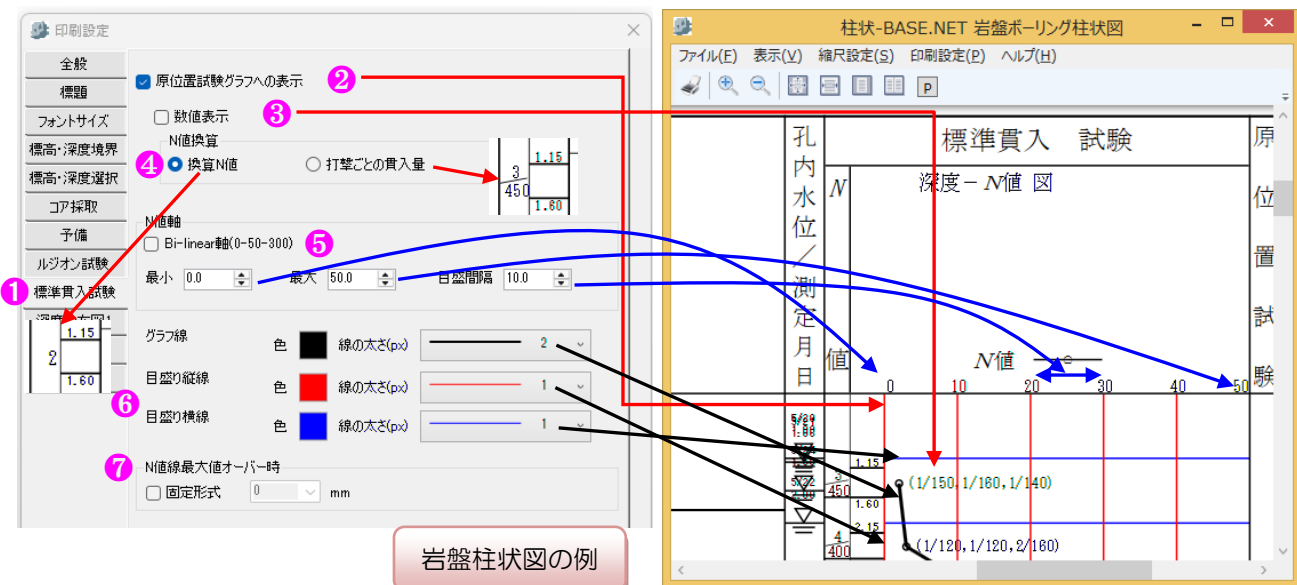 印刷設定
全般
標題
フォントサイズ
標高・深度境界
標高・深度選択
コア採取
予備
ルジオン試験
❶ 標準貫入試験
1.15
2
1.60
原位置試験グラフへの表示 ❷
数値表示 ❸
N値換算
❹ 換算N値 打撃ごとの貫入量
3
450
1.15
1.60
N値軸
Bi-linear軸(0-50-300) ❺
最小 0.0 最大 50.0 目盛間隔 10.0
グラフ線 色 線の太さ(px) 2
目盛り縦線 色 線の太さ(px) 1
❻
目盛り横線 色 線の太さ(px) 1
❼ N値線最大値オーバー時
固定形式 0 mm
岩盤柱状図の例
柱状-BASE.NET 岩盤ボーリング柱状図
ファイル(F) 表示(V) 縮尺設定(S) 印刷設定(P) ヘルプ(H)
P
孔内水位/測定月日
標準貫入 試験
N値
深度－N値 図
N値
0 10 20 30 40 50
原位置試験
1.15
3
450
(1/150,1/160,1/140)
1.60
2.15
4
400
(1/120,1/120,2/160)